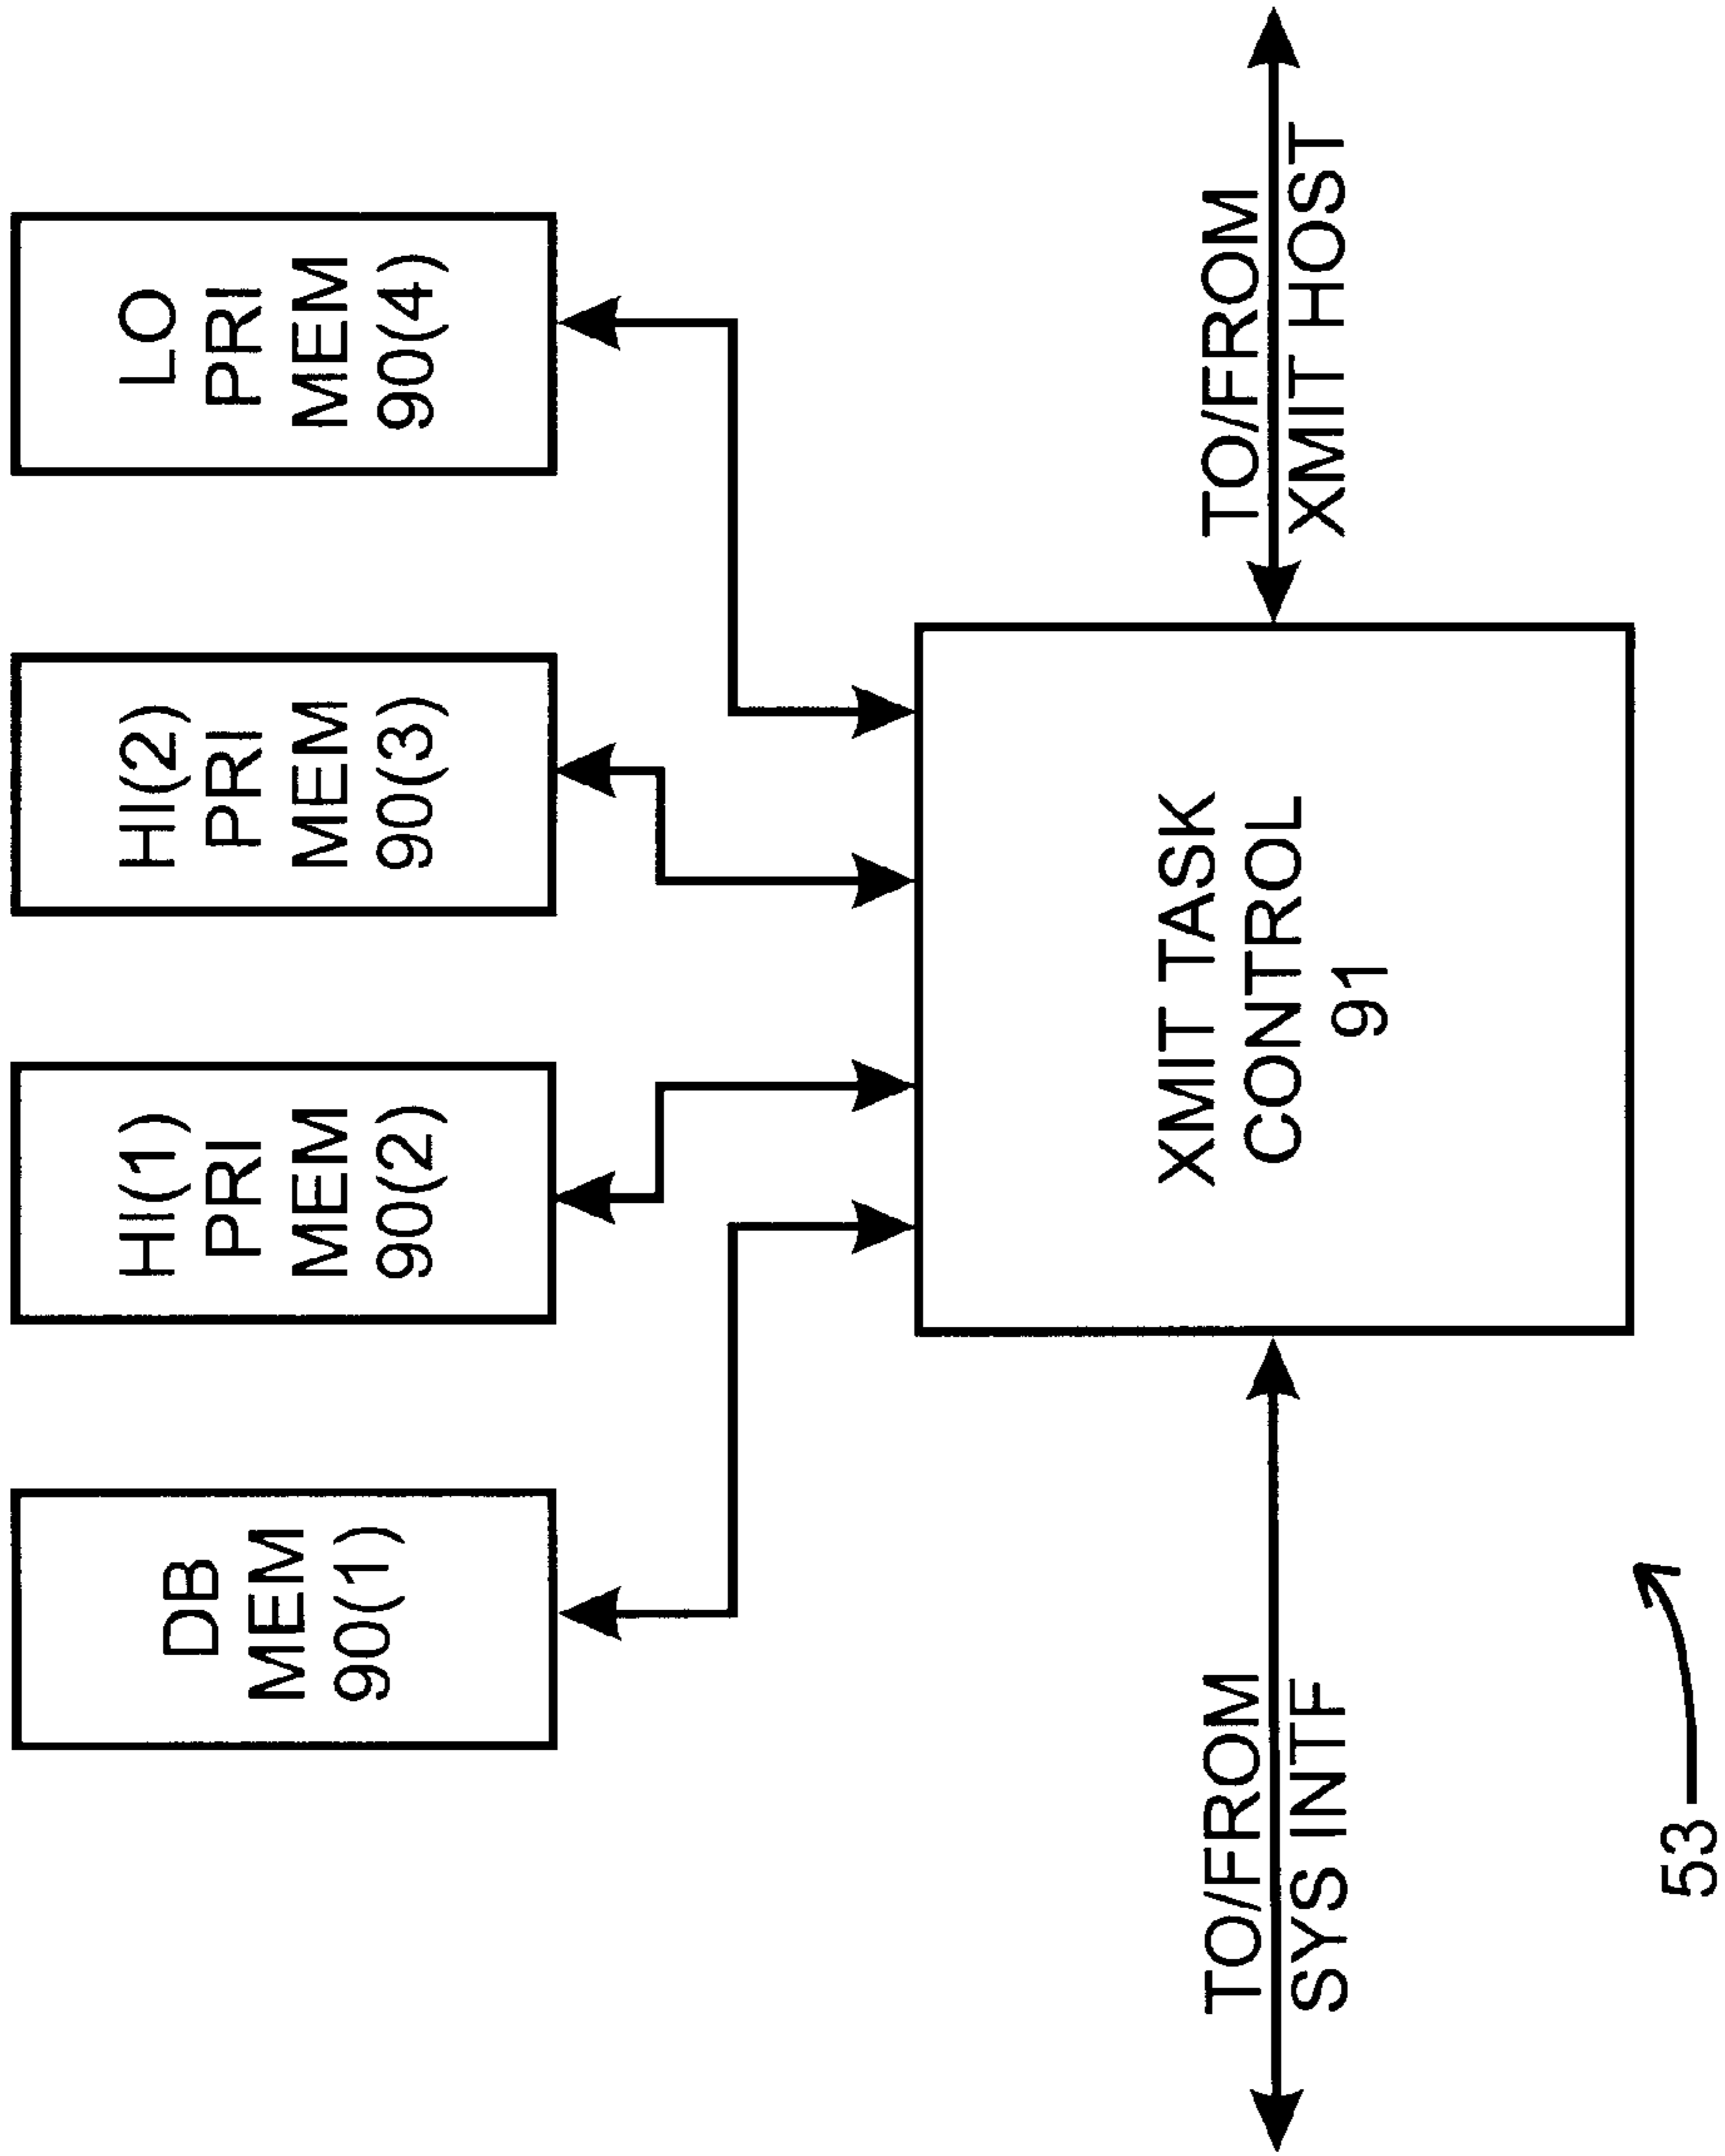 DB
MEM
90(1)
HI(1)
PRI
MEM
90(2)
HI(2)
PRI
MEM
90(3)
LO
PRI
MEM
90(4)
TO/FROM
SYS INTF
XMIT TASK
CONTROL
91
TO/FROM
XMIT HOST
53